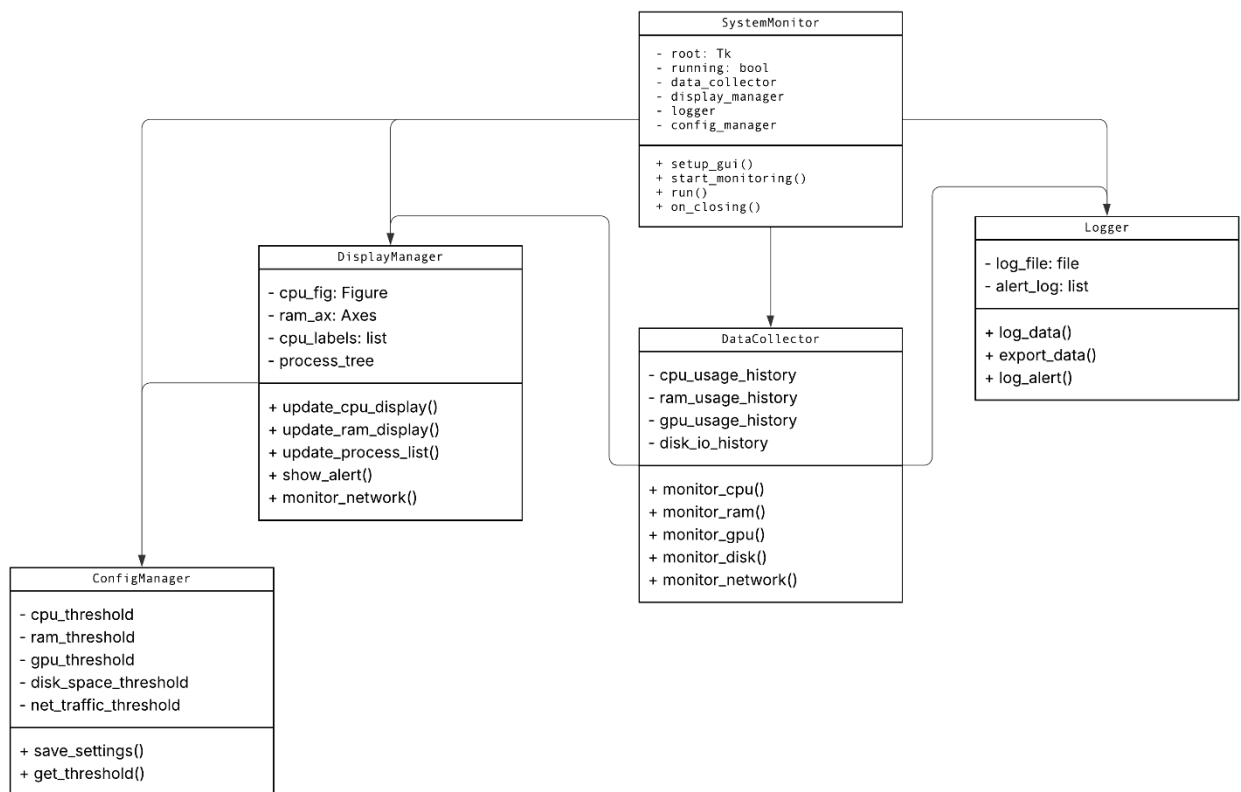 SystemMonitor
- root: Tk
- running: bool
- data_collector
- display_manager
- logger
- config_manager
+ setup_gui()
+ start_monitoring()
+ run()
+ on_closing()
DisplayManager
- cpu_fig: Figure
- ram_ax: Axes
- cpu_labels: list
- process_tree
+ update_cpu_display()
+ update_ram_display()
+ update_process_list()
+ show_alert()
+ monitor_network()
DataCollector
- cpu_usage_history
- ram_usage_history
- gpu_usage_history
- disk_io_history
+ monitor_cpu()
+ monitor_ram()
+ monitor_gpu()
+ monitor_disk()
+ monitor_network()
Logger
- log_file: file
- alert_log: list
+ log_data()
+ export_data()
+ log_alert()
ConfigManager
- cpu_threshold
- ram_threshold
- gpu_threshold
- disk_space_threshold
- net_traffic_threshold
+ save_settings()
+ get_threshold()